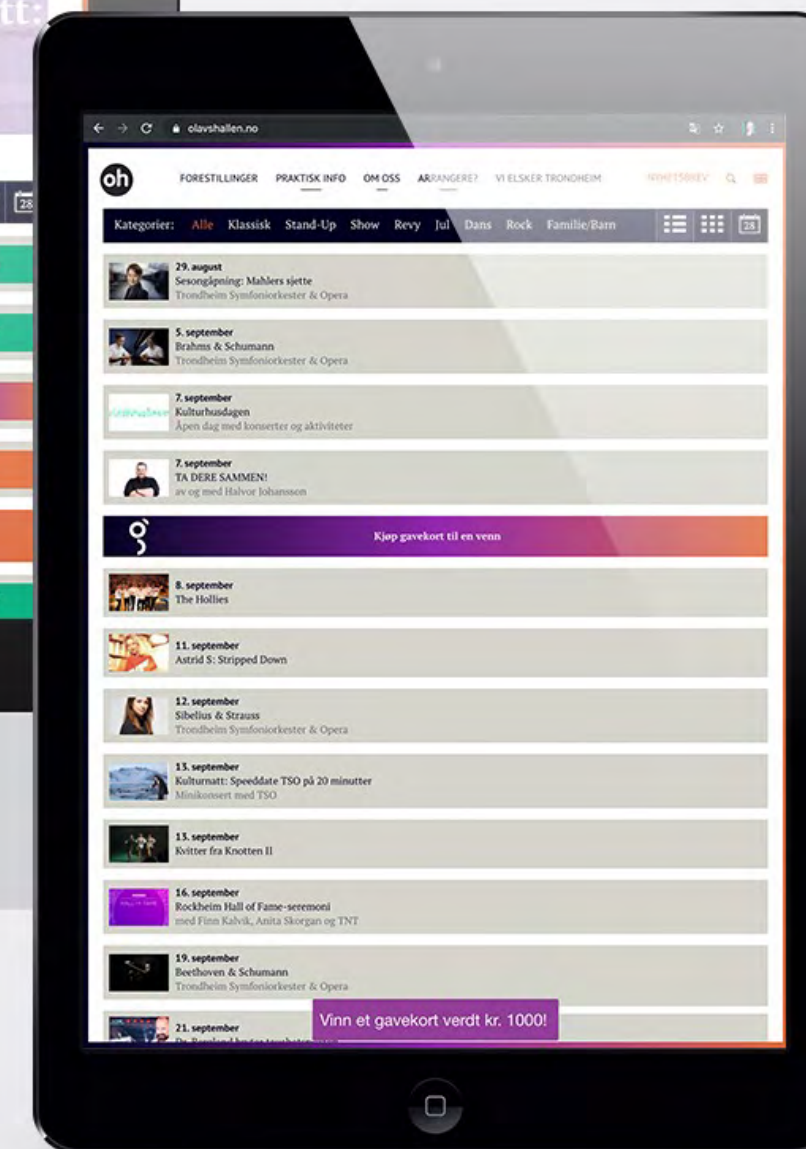 tt:
28
olavshallen.no
oh
FORESTILLINGER PRAKTISK INFO OM OSS ARRANGERE? VI ELSKER TRONDHEIM NYHETSBREV
Kategorier: Alle Klassisk Stand-Up Show Revy Jul Dans Rock Familie/Barn 28
29. august
Sesongåpning: Mahlers sjette
Trondheim Symfoniorkester & Opera
5. september
Brahms & Schumann
Trondheim Symfoniorkester & Opera
7. september
Kulturhusdagen
Åpen dag med konserter og aktiviteter
7. september
TA DERE SAMMEN!
av og med Halvor Johansson
Kjøp gavekort til en venn
8. september
The Hollies
11. september
Astrid S: Stripped Down
12. september
Sibelius & Strauss
Trondheim Symfoniorkester & Opera
13. september
Kulturnatt: Speeddate TSO på 20 minutter
Minikonsert med TSO
13. september
Kvitter fra Knotten II
16. september
Rockheim Hall of Fame-seremoni
med Finn Kalvik, Anita Skorgan og TNT
19. september
Beethoven & Schumann
Trondheim Symfoniorkester & Opera
21. september
Vinn et gavekort verdt kr. 1000!